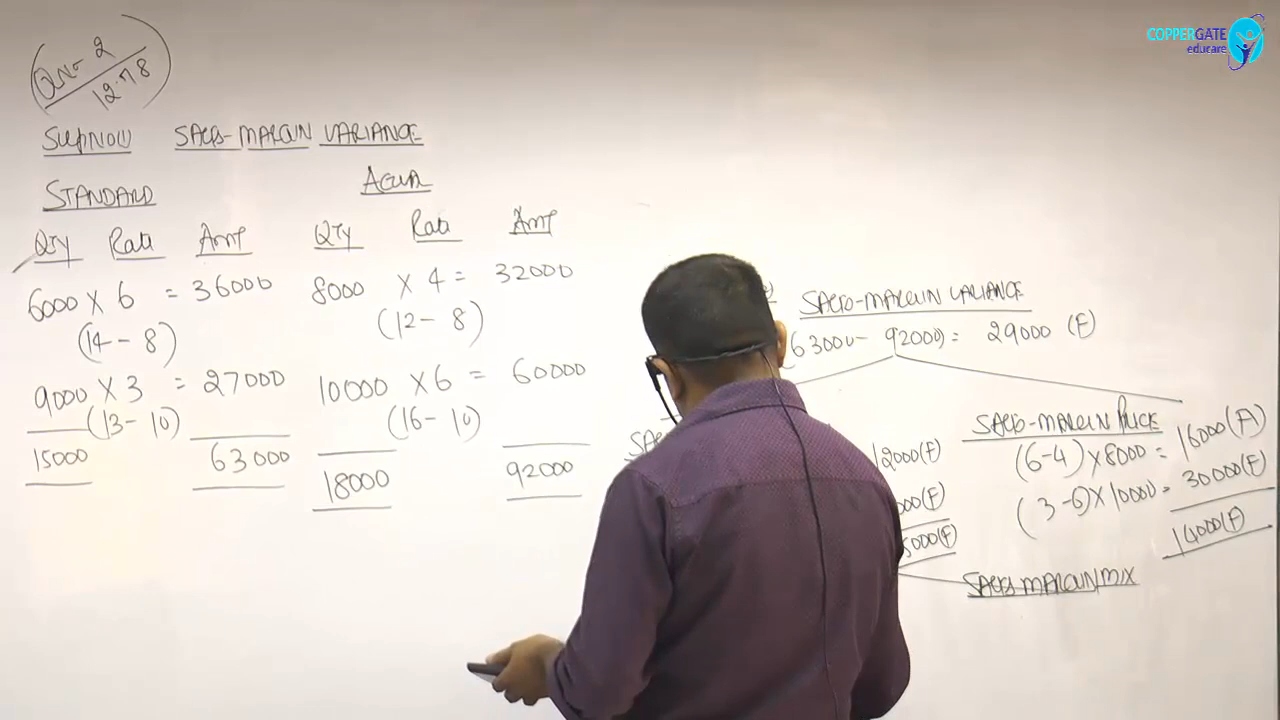 COPPERGATE
educare
QN- 2
12.78
SALES-MARGIN VARIANCE
STANDARD ACTUAL
QTY Rate AMT QTY Rate AMT
6000 X 6 = 36000 8000 X 4 = 32000
(14 - 8) (12 - 8)
9000 X 3 = 27000 10000 X 6 = 60000
(13 - 10) (16 - 10)
15000 63000 18000 92000
SALES-MARGIN VARIANCE
(63000 - 92000) = 29000 (F)
SALES-MARGIN PRICE
(6-4) X 8000 = 16000 (A)
(3-6) X 10000 = 30000 (F)
14000 (F)
12000 (F)
000 (F)
5000 (F)
SALES MARGIN MIX